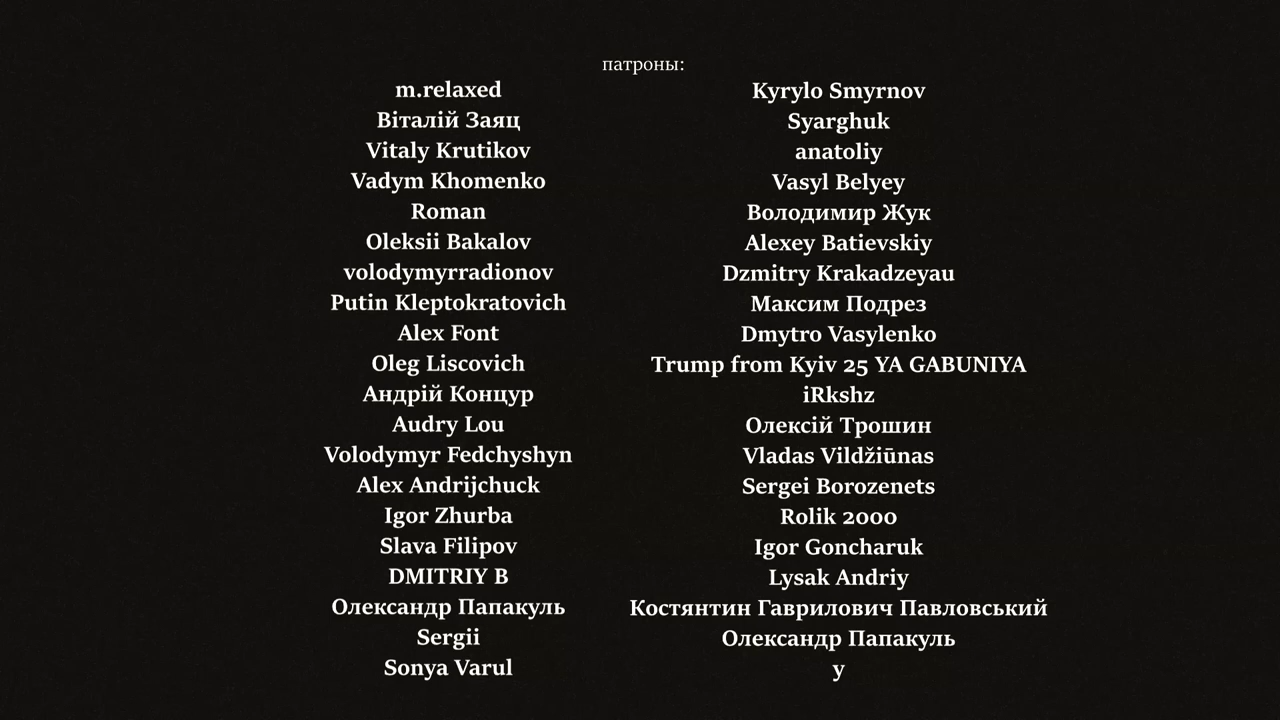 патроны:
m.relaxed
Віталій Заяц
Vitaly Krutikov
Vadym Khomenko
Roman
Oleksii Bakalov
volodymyrradionov
Putin Kleptokratovich
Alex Font
Oleg Liscovich
Андрій Концур
Audry Lou
Volodymyr Fedchyshyn
Alex Andrijchuck
Igor Zhurba
Slava Filipov
DMITRIY B
Олександр Папакуль
Sergii
Sonya Varul
Kyrylo Smyrnov
Syarghuk
anatoliy
Vasyl Belyey
Володимир Жук
Alexey Batievskiy
Dzmitry Krakadzeyau
Максим Подрез
Dmytro Vasylenko
Trump from Kyiv 25 YA GABUNIYA
iRkshz
Олексій Трошин
Vladas Vildžiūnas
Sergei Borozenets
Rolik 2000
Igor Goncharuk
Lysak Andriy
Костянтин Гаврилович Павловський
Олександр Папакуль
y